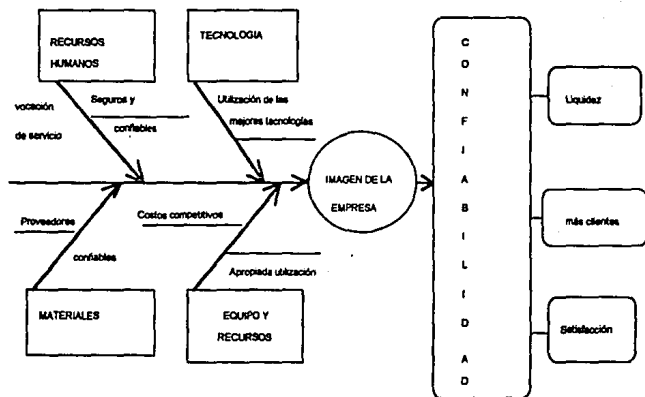 RECURSOS
HUMANOS
TECNOLOGIA
vocación
de servicio
Seguros y
confiables
Utilización de las
mejores tecnologías
IMAGEN DE LA
EMPRESA
Proveedores
confiables
Costos competitivos
Apropiada utilización
MATERIALES
EQUIPO Y
RECURSOS
C
O
N
F
I
A
B
I
L
I
D
A
D
Liquidez
más clientes
Satisfacción